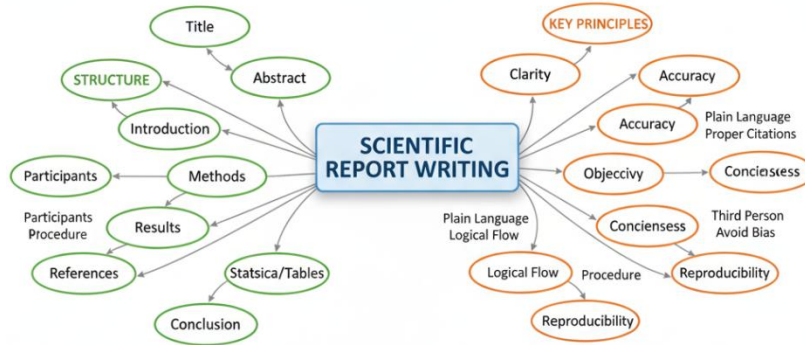 Title
KEY PRINCIPLES
STRUCTURE
Abstract
Clarity
Accuracy
Introduction
SCIENTIFIC
REPORT WRITING
Accuracy
Plain Language
Proper Citations
Participants
Methods
Objeccivy
Conciosess
Participants
Procedure
Results
Plain Language
Logical Flow
Conciensess
Third Person
Avoid Bias
References
Statsica/Tables
Logical Flow
Procedure
Reproducibility
Conclusion
Reproducibility